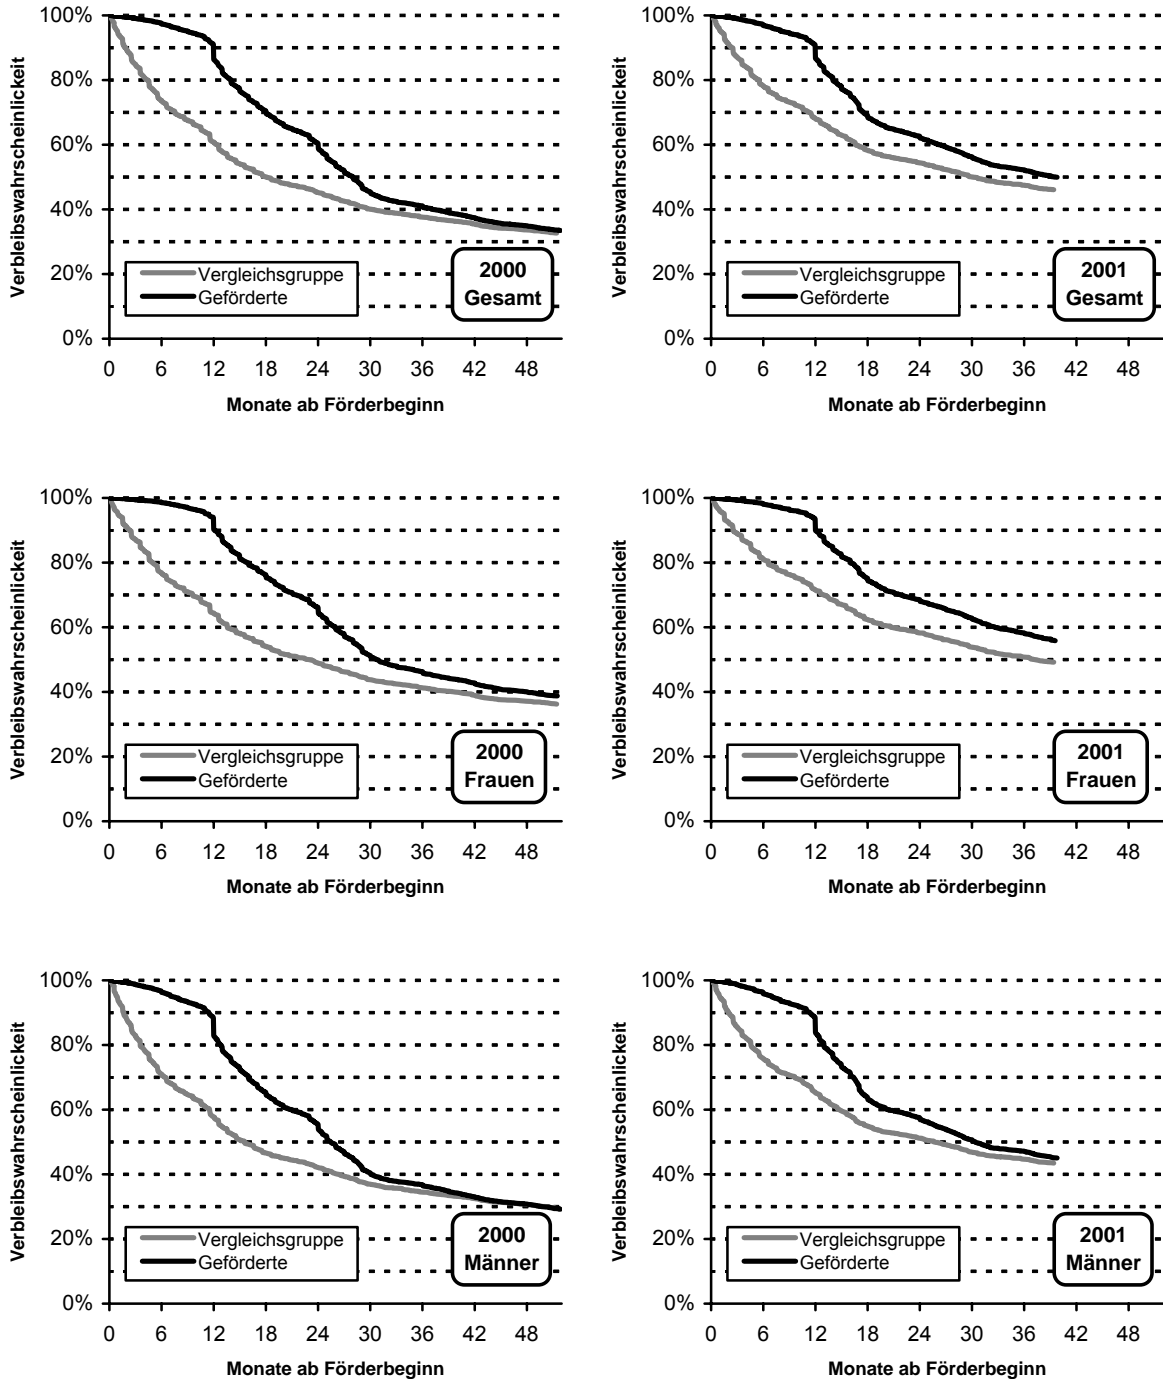 100%
80%
60%
40%
20%
0%
Verbleibswahrscheinlickeit
Vergleichsgruppe
Geförderte
2000
Gesamt
0 6 12 18 24 30 36 42 48
Monate ab Förderbeginn
100%
80%
60%
40%
20%
0%
Verbleibswahrscheinlickeit
Vergleichsgruppe
Geförderte
2001
Gesamt
0 6 12 18 24 30 36 42 48
Monate ab Förderbeginn
100%
80%
60%
40%
20%
0%
Verbleibswahrscheinlickeit
Vergleichsgruppe
Geförderte
2000
Frauen
0 6 12 18 24 30 36 42 48
Monate ab Förderbeginn
100%
80%
60%
40%
20%
0%
Verbleibswahrscheinlickeit
Vergleichsgruppe
Geförderte
2001
Frauen
0 6 12 18 24 30 36 42 48
Monate ab Förderbeginn
100%
80%
60%
40%
20%
0%
Verbleibswahrscheinlickeit
Vergleichsgruppe
Geförderte
2000
Männer
0 6 12 18 24 30 36 42 48
Monate ab Förderbeginn
100%
80%
60%
40%
20%
0%
Verbleibswahrscheinlickeit
Vergleichsgruppe
Geförderte
2001
Männer
0 6 12 18 24 30 36 42 48
Monate ab Förderbeginn